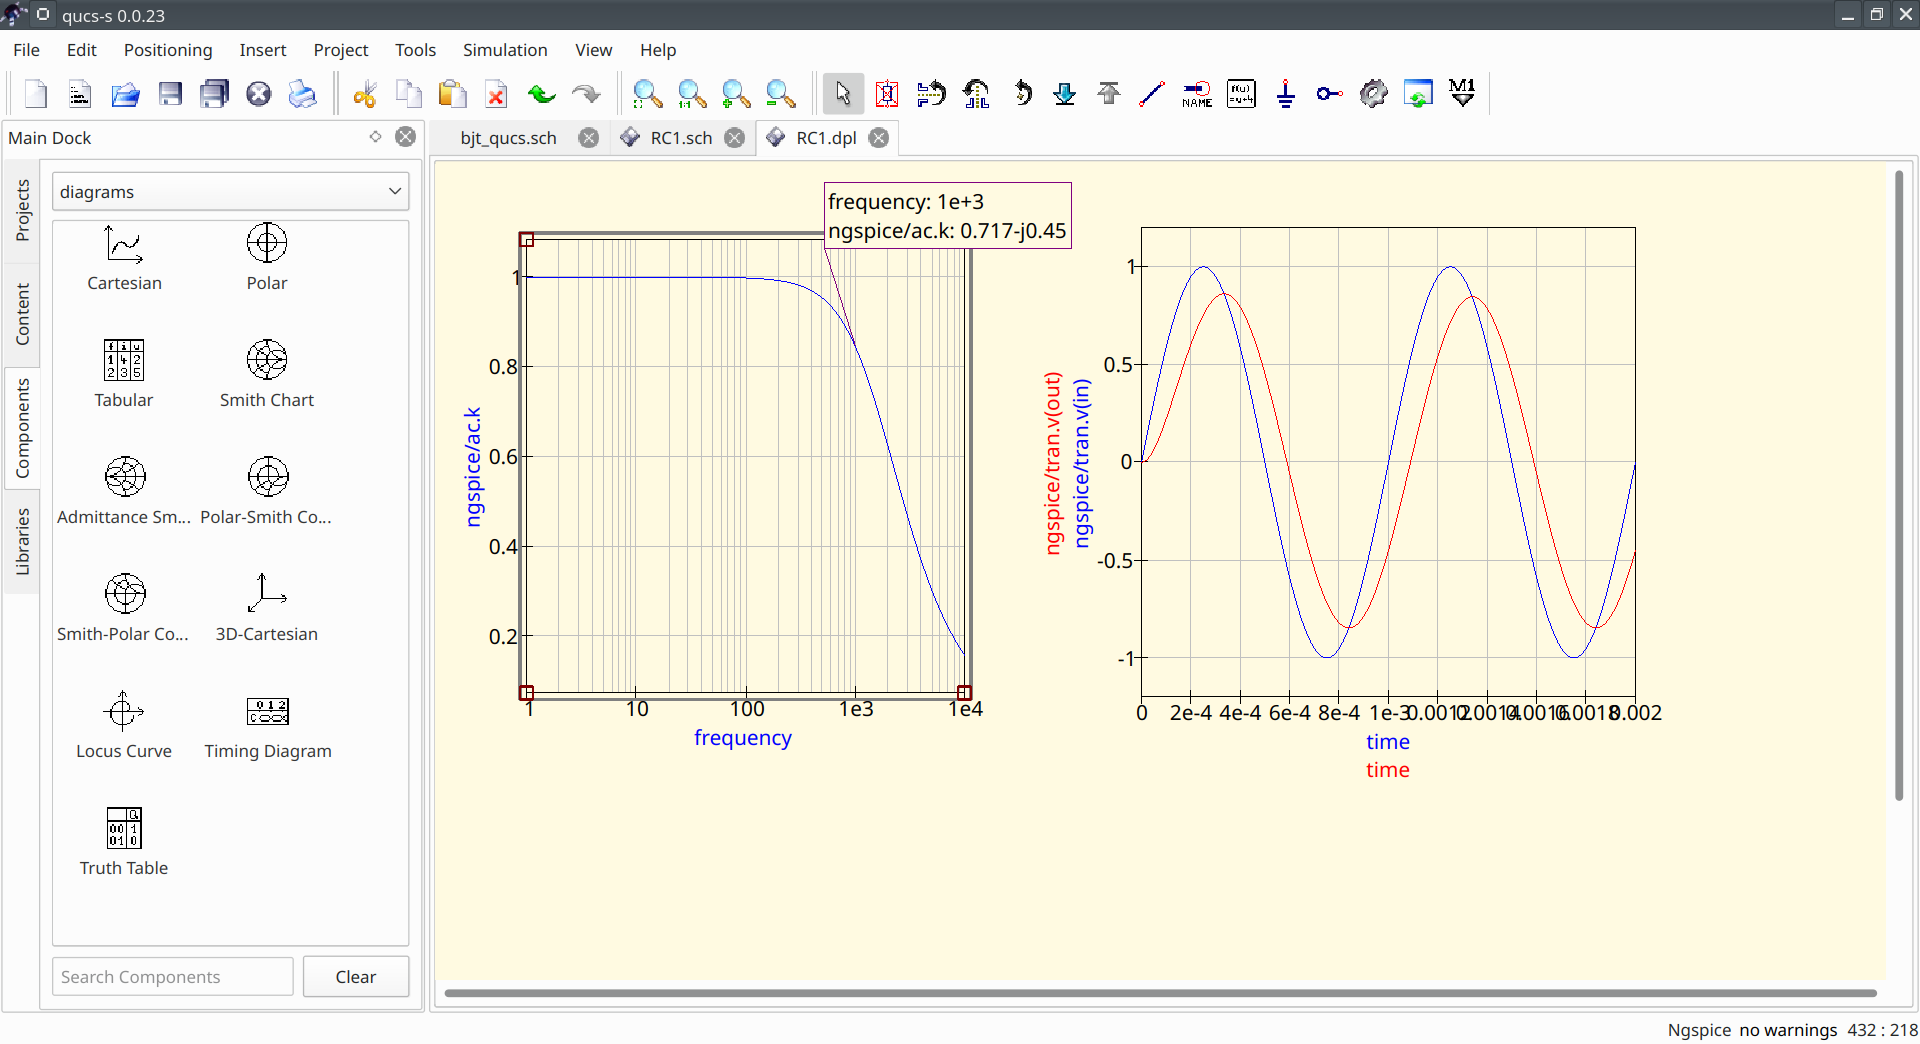 qucs-s 0.0.23
File Edit Positioning Insert Project Tools Simulation View Help
NAME
M1
Main Dock
bjt_qucs.sch RC1.sch RC1.dpl
Projects
Content
Components
Libraries
diagrams
Cartesian Polar
Tabular Smith Chart
Admittance Sm... Polar-Smith Co...
Smith-Polar Co... 3D-Cartesian
Locus Curve Timing Diagram
Truth Table
Search Components Clear
frequency: 1e+3
ngspice/ac.k: 0.717-j0.45
ngspice/ac.k
1
0.8
0.6
0.4
0.2
1 10 100 1e3 1e4
frequency
ngspice/tran.v(out)
ngspice/tran.v(in)
1
0.5
0
-0.5
-1
0 2e-4 4e-4 6e-4 8e-4 1e-3 0.0012 0.0014 0.0016 0.0018 0.002
time
time
Ngspice no warnings 432 : 218